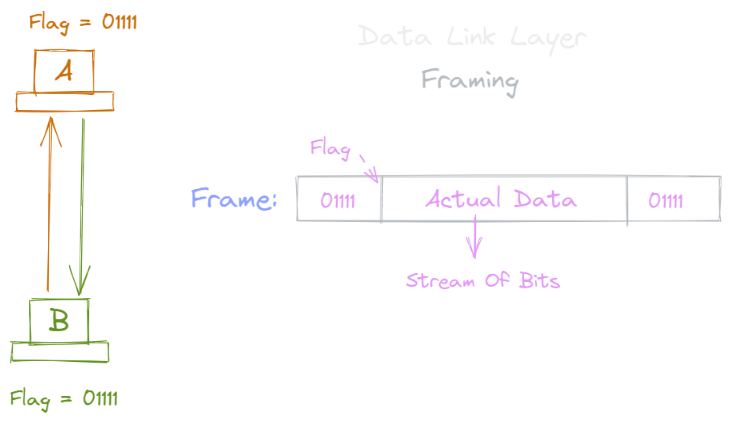 Flag = 01111
A
B
Flag = 01111
Data Link Layer
Framing
Flag
Frame:
01111
Actual Data
01111
Stream Of Bits